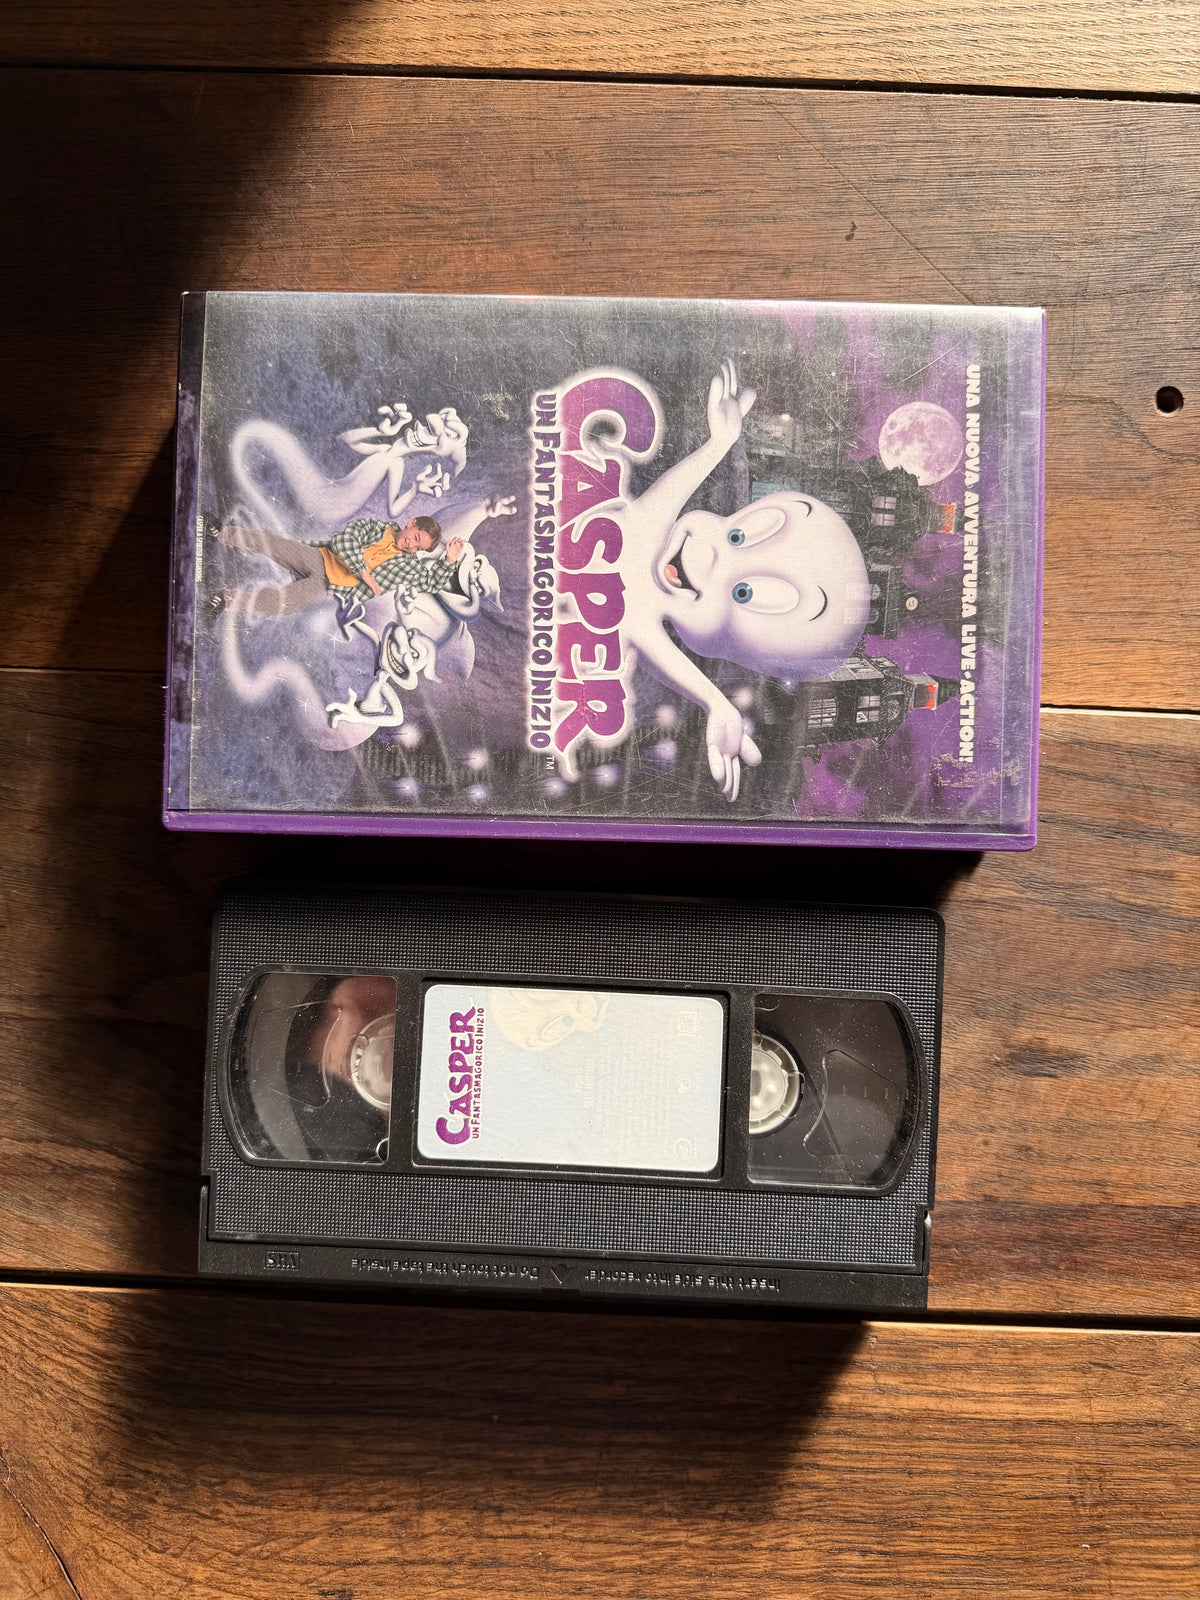 UNA NUOVA AVVENTURA LIVE-ACTION!
CASPER
UN FANTASMAGORICO INIZIO™
CASPER
UN FANTASMAGORICO INIZIO
VHS
Do not touch the tape inside
Insert this side into recorder